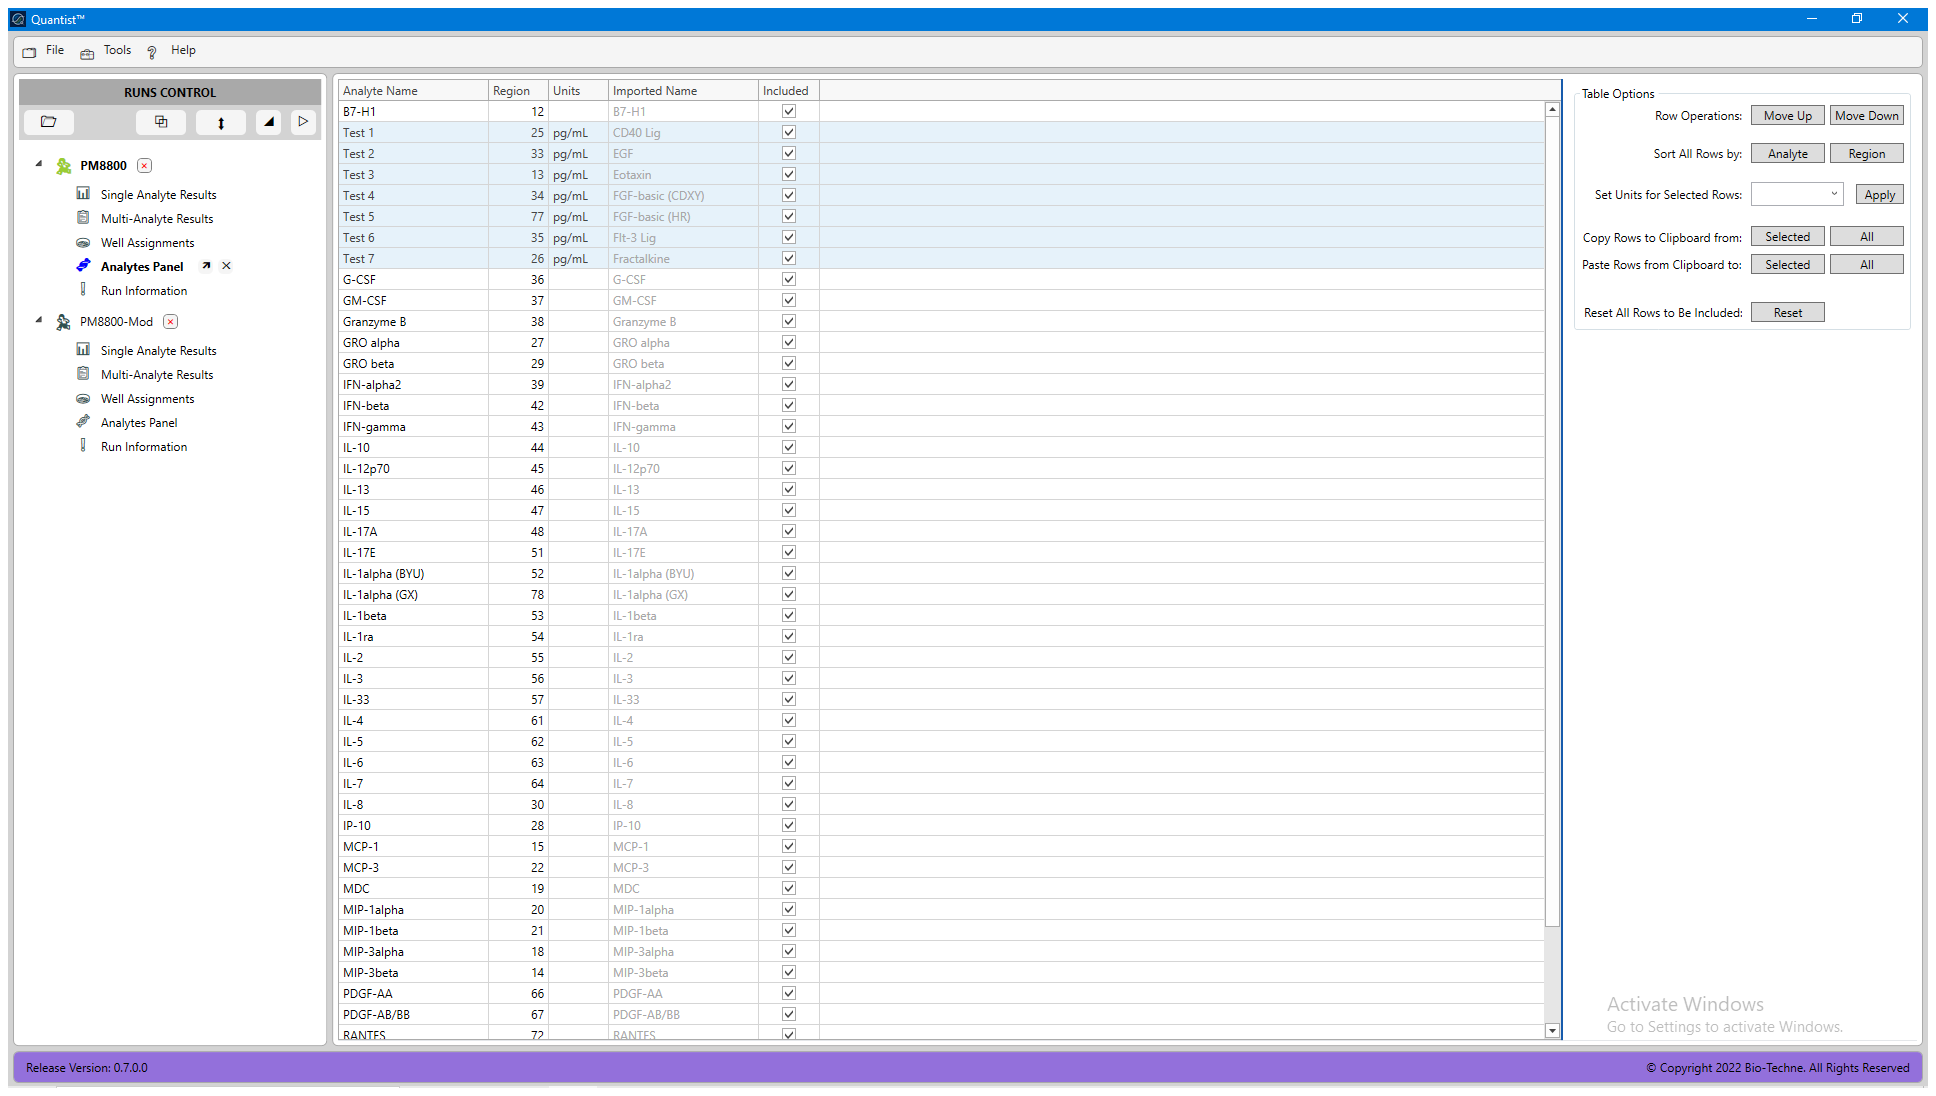 Quantist™
File Tools Help
RUNS CONTROL
PM8800
Single Analyte Results
Multi-Analyte Results
Well Assignments
Analytes Panel
Run Information
PM8800-Mod
Single Analyte Results
Multi-Analyte Results
Well Assignments
Analytes Panel
Run Information
Analyte Name Region Units Imported Name Included
B7-H1 12 B7-H1
Test 1 25 pg/mL CD40 Lig
Test 2 33 pg/mL EGF
Test 3 13 pg/mL Eotaxin
Test 4 34 pg/mL FGF-basic (CDXY)
Test 5 77 pg/mL FGF-basic (HR)
Test 6 35 pg/mL Flt-3 Lig
Test 7 26 pg/mL Fractalkine
G-CSF 36 G-CSF
GM-CSF 37 GM-CSF
Granzyme B 38 Granzyme B
GRO alpha 27 GRO alpha
GRO beta 29 GRO beta
IFN-alpha2 39 IFN-alpha2
IFN-beta 42 IFN-beta
IFN-gamma 43 IFN-gamma
IL-10 44 IL-10
IL-12p70 45 IL-12p70
IL-13 46 IL-13
IL-15 47 IL-15
IL-17A 48 IL-17A
IL-17E 51 IL-17E
IL-1alpha (BYU) 52 IL-1alpha (BYU)
IL-1alpha (GX) 78 IL-1alpha (GX)
IL-1beta 53 IL-1beta
IL-1ra 54 IL-1ra
IL-2 55 IL-2
IL-3 56 IL-3
IL-33 57 IL-33
IL-4 61 IL-4
IL-5 62 IL-5
IL-6 63 IL-6
IL-7 64 IL-7
IL-8 30 IL-8
IP-10 28 IP-10
MCP-1 15 MCP-1
MCP-3 22 MCP-3
MDC 19 MDC
MIP-1alpha 20 MIP-1alpha
MIP-1beta 21 MIP-1beta
MIP-3alpha 18 MIP-3alpha
MIP-3beta 14 MIP-3beta
PDGF-AA 66 PDGF-AA
PDGF-AB/BB 67 PDGF-AB/BB
RANTES 72 RANTES
Table Options
Row Operations: Move Up Move Down
Sort All Rows by: Analyte Region
Set Units for Selected Rows: Apply
Copy Rows to Clipboard from: Selected All
Paste Rows from Clipboard to: Selected All
Reset All Rows to Be Included: Reset
Activate Windows
Go to Settings to activate Windows.
Release Version: 0.7.0.0
© Copyright 2022 Bio-Techne. All Rights Reserved